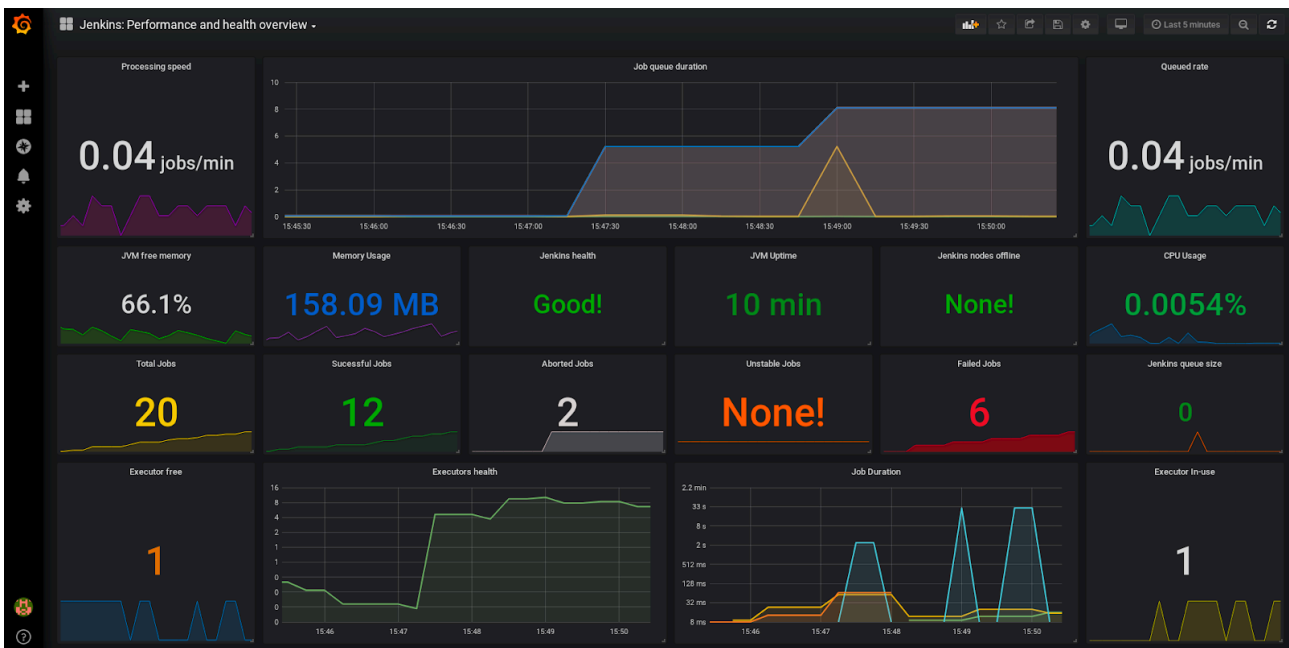 Jenkins: Performance and health overview
Last 5 minutes
Processing speed
0.04 jobs/min
Job queue duration
10
8
6
4
2
0
15:45:30 15:46:00 15:46:30 15:47:00 15:47:30 15:48:00 15:48:30 15:49:00 15:49:30 15:50:00
Queued rate
0.04 jobs/min
JVM free memory
66.1%
Memory Usage
158.09 MB
Jenkins health
Good!
JVM Uptime
10 min
Jenkins nodes offline
None!
CPU Usage
0.0054%
Total Jobs
20
Sucessful Jobs
12
Aborted Jobs
2
Unstable Jobs
None!
Failed Jobs
6
Jenkins queue size
0
Executor free
1
Executors health
16
8
4
2
1
1
0
0
0
0
15:46 15:47 15:48 15:49 15:50
Job Duration
2.2 min
33 s
8 s
2 s
512 ms
128 ms
32 ms
8 ms
15:46 15:47 15:48 15:49 15:50
Executor In-use
1